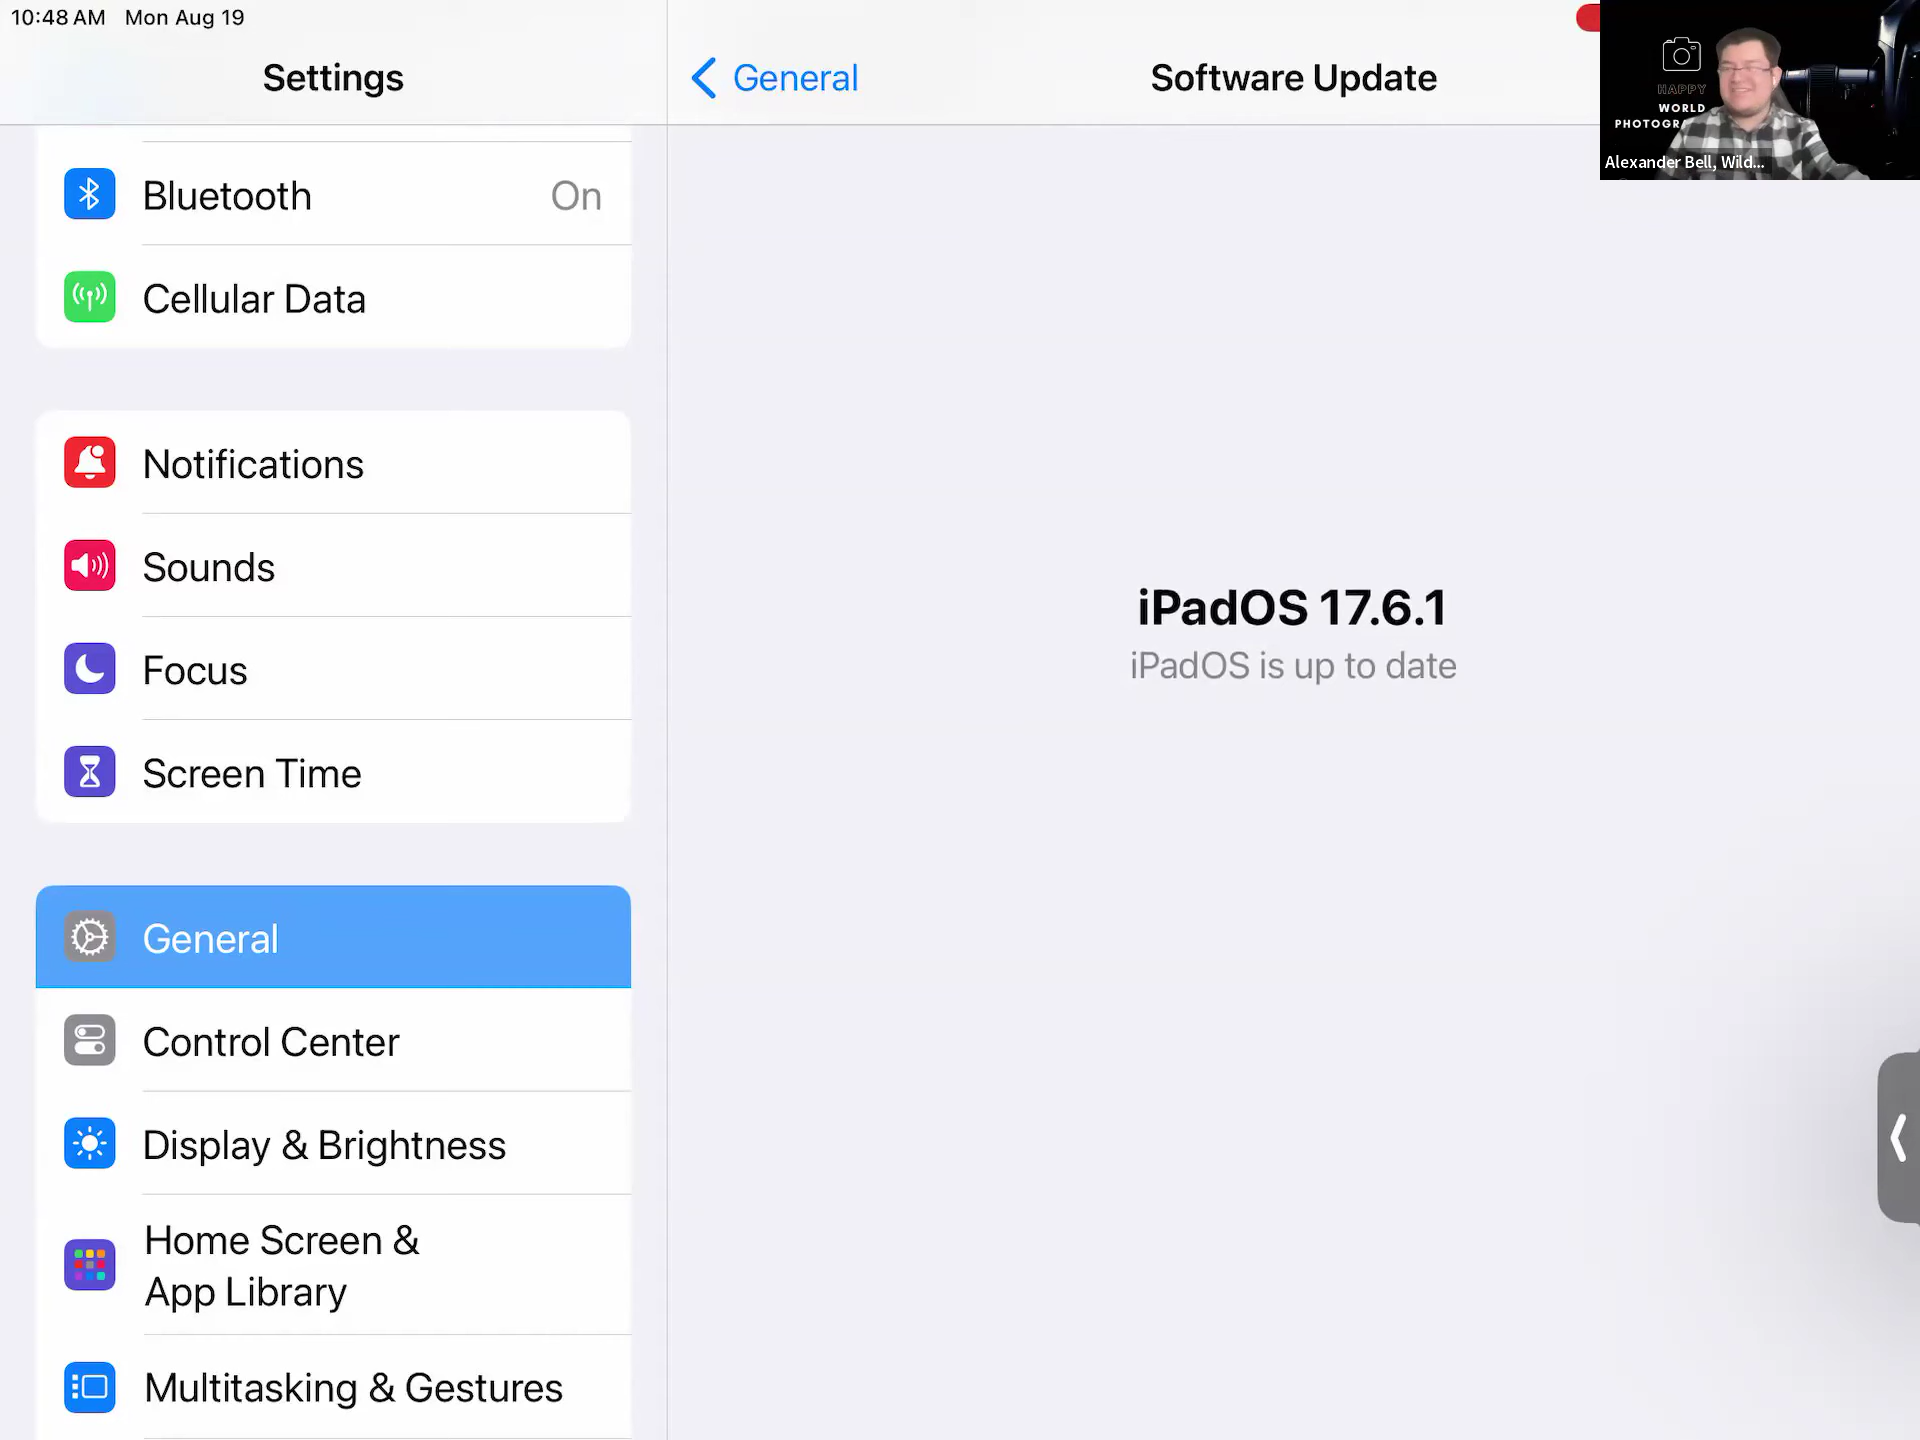 10:48 AM Mon Aug 19
Settings
General
Software Update
HAPPY
WORLD
Alexander Bell, Wild...
Bluetooth
On
Cellular Data
Notifications
Sounds
Focus
Screen Time
General
Control Center
Display & Brightness
Home Screen &
App Library
Multitasking & Gestures
iPadOS 17.6.1
iPadOS is up to date